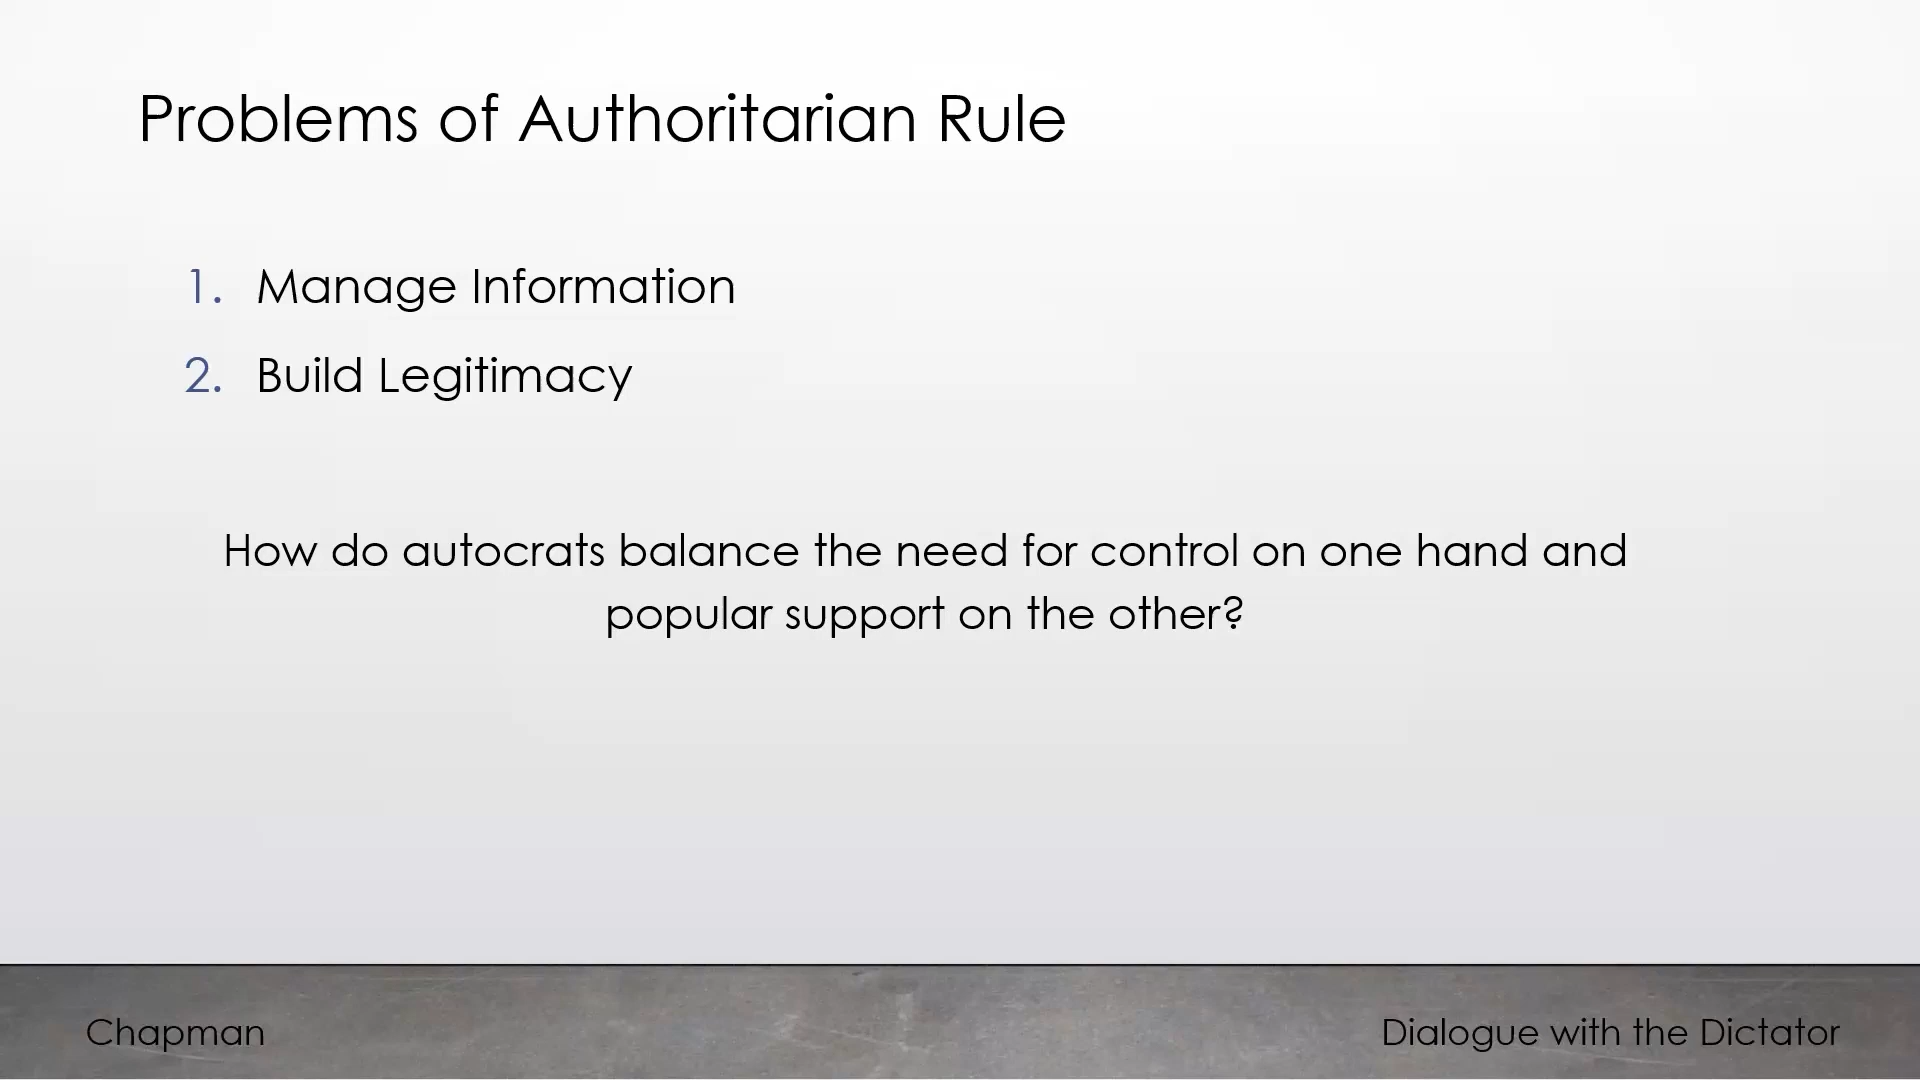 Problems of Authoritarian Rule
1. Manage Information
2. Build Legitimacy
How do autocrats balance the need for control on one hand and
popular support on the other?
Chapman
Dialogue with the Dictator